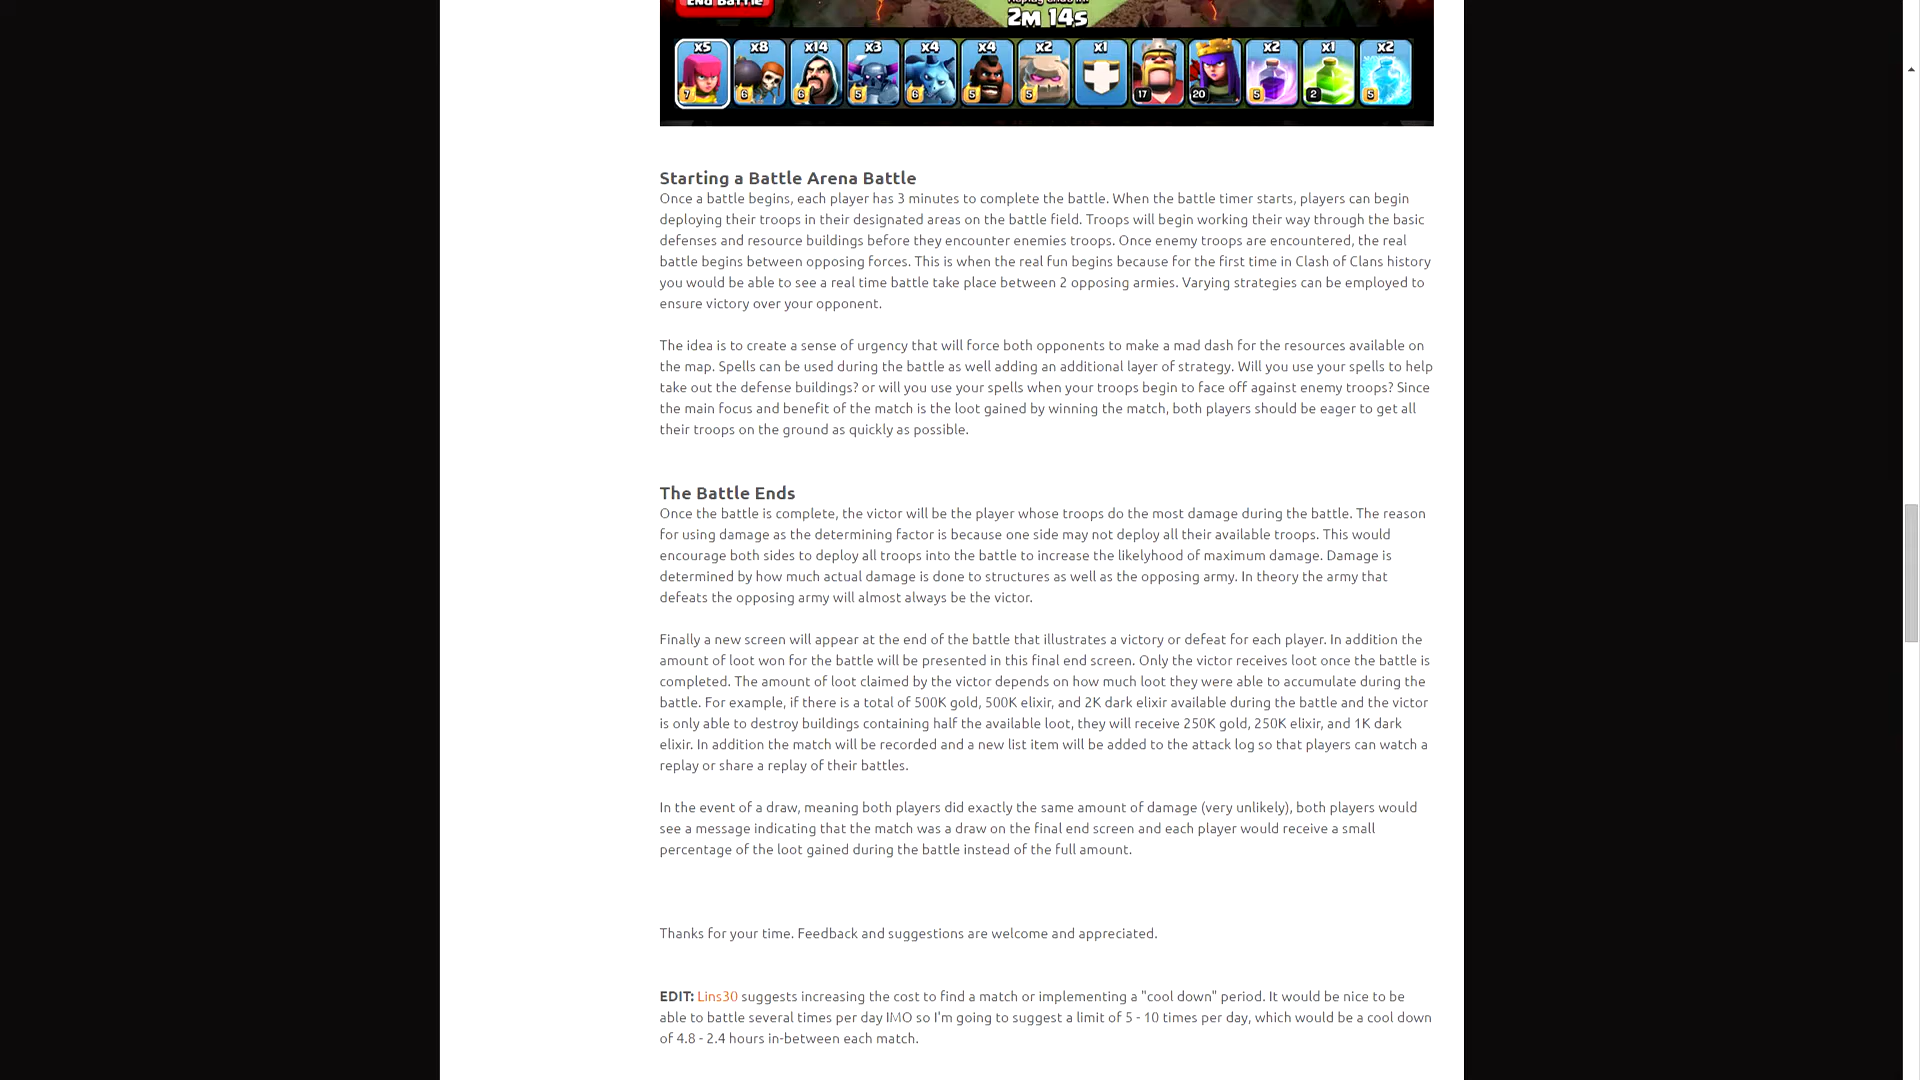 End Battle
2M 14s
x5 x8 x14 x3 x4 x4 x2 x1 x2 x1 x2
7 6 6 5 6 5 5 17 20 5 2 5
Starting a Battle Arena Battle
Once a battle begins, each player has 3 minutes to complete the battle. When the battle timer starts, players can begin
deploying their troops in their designated areas on the battle field. Troops will begin working their way through the basic
defenses and resource buildings before they encounter enemies troops. Once enemy troops are encountered, the real
battle begins between opposing forces. This is when the real fun begins because for the first time in Clash of Clans history
you would be able to see a real time battle take place between 2 opposing armies. Varying strategies can be employed to
ensure victory over your opponent.
The idea is to create a sense of urgency that will force both opponents to make a mad dash for the resources available on
the map. Spells can be used during the battle as well adding an additional layer of strategy. Will you use your spells to help
take out the defense buildings? or will you use your spells when your troops begin to face off against enemy troops? Since
the main focus and benefit of the match is the loot gained by winning the match, both players should be eager to get all
their troops on the ground as quickly as possible.
The Battle Ends
Once the battle is complete, the victor will be the player whose troops do the most damage during the battle. The reason
for using damage as the determining factor is because one side may not deploy all their available troops. This would
encourage both sides to deploy all troops into the battle to increase the likelyhood of maximum damage. Damage is
determined by how much actual damage is done to structures as well as the opposing army. In theory the army that
defeats the opposing army will almost always be the victor.
Finally a new screen will appear at the end of the battle that illustrates a victory or defeat for each player. In addition the
amount of loot won for the battle will be presented in this final end screen. Only the victor receives loot once the battle is
completed. The amount of loot claimed by the victor depends on how much loot they were able to accumulate during the
battle. For example, if there is a total of 500K gold, 500K elixir, and 2K dark elixir available during the battle and the victor
is only able to destroy buildings containing half the available loot, they will receive 250K gold, 250K elixir, and 1K dark
elixir. In addition the match will be recorded and a new list item will be added to the attack log so that players can watch a
replay or share a replay of their battles.
In the event of a draw, meaning both players did exactly the same amount of damage (very unlikely), both players would
see a message indicating that the match was a draw on the final end screen and each player would receive a small
percentage of the loot gained during the battle instead of the full amount.
Thanks for your time. Feedback and suggestions are welcome and appreciated.
EDIT: Lins30 suggests increasing the cost to find a match or implementing a "cool down" period. It would be nice to be
able to battle several times per day IMO so I'm going to suggest a limit of 5 - 10 times per day, which would be a cool down
of 4.8 - 2.4 hours in-between each match.